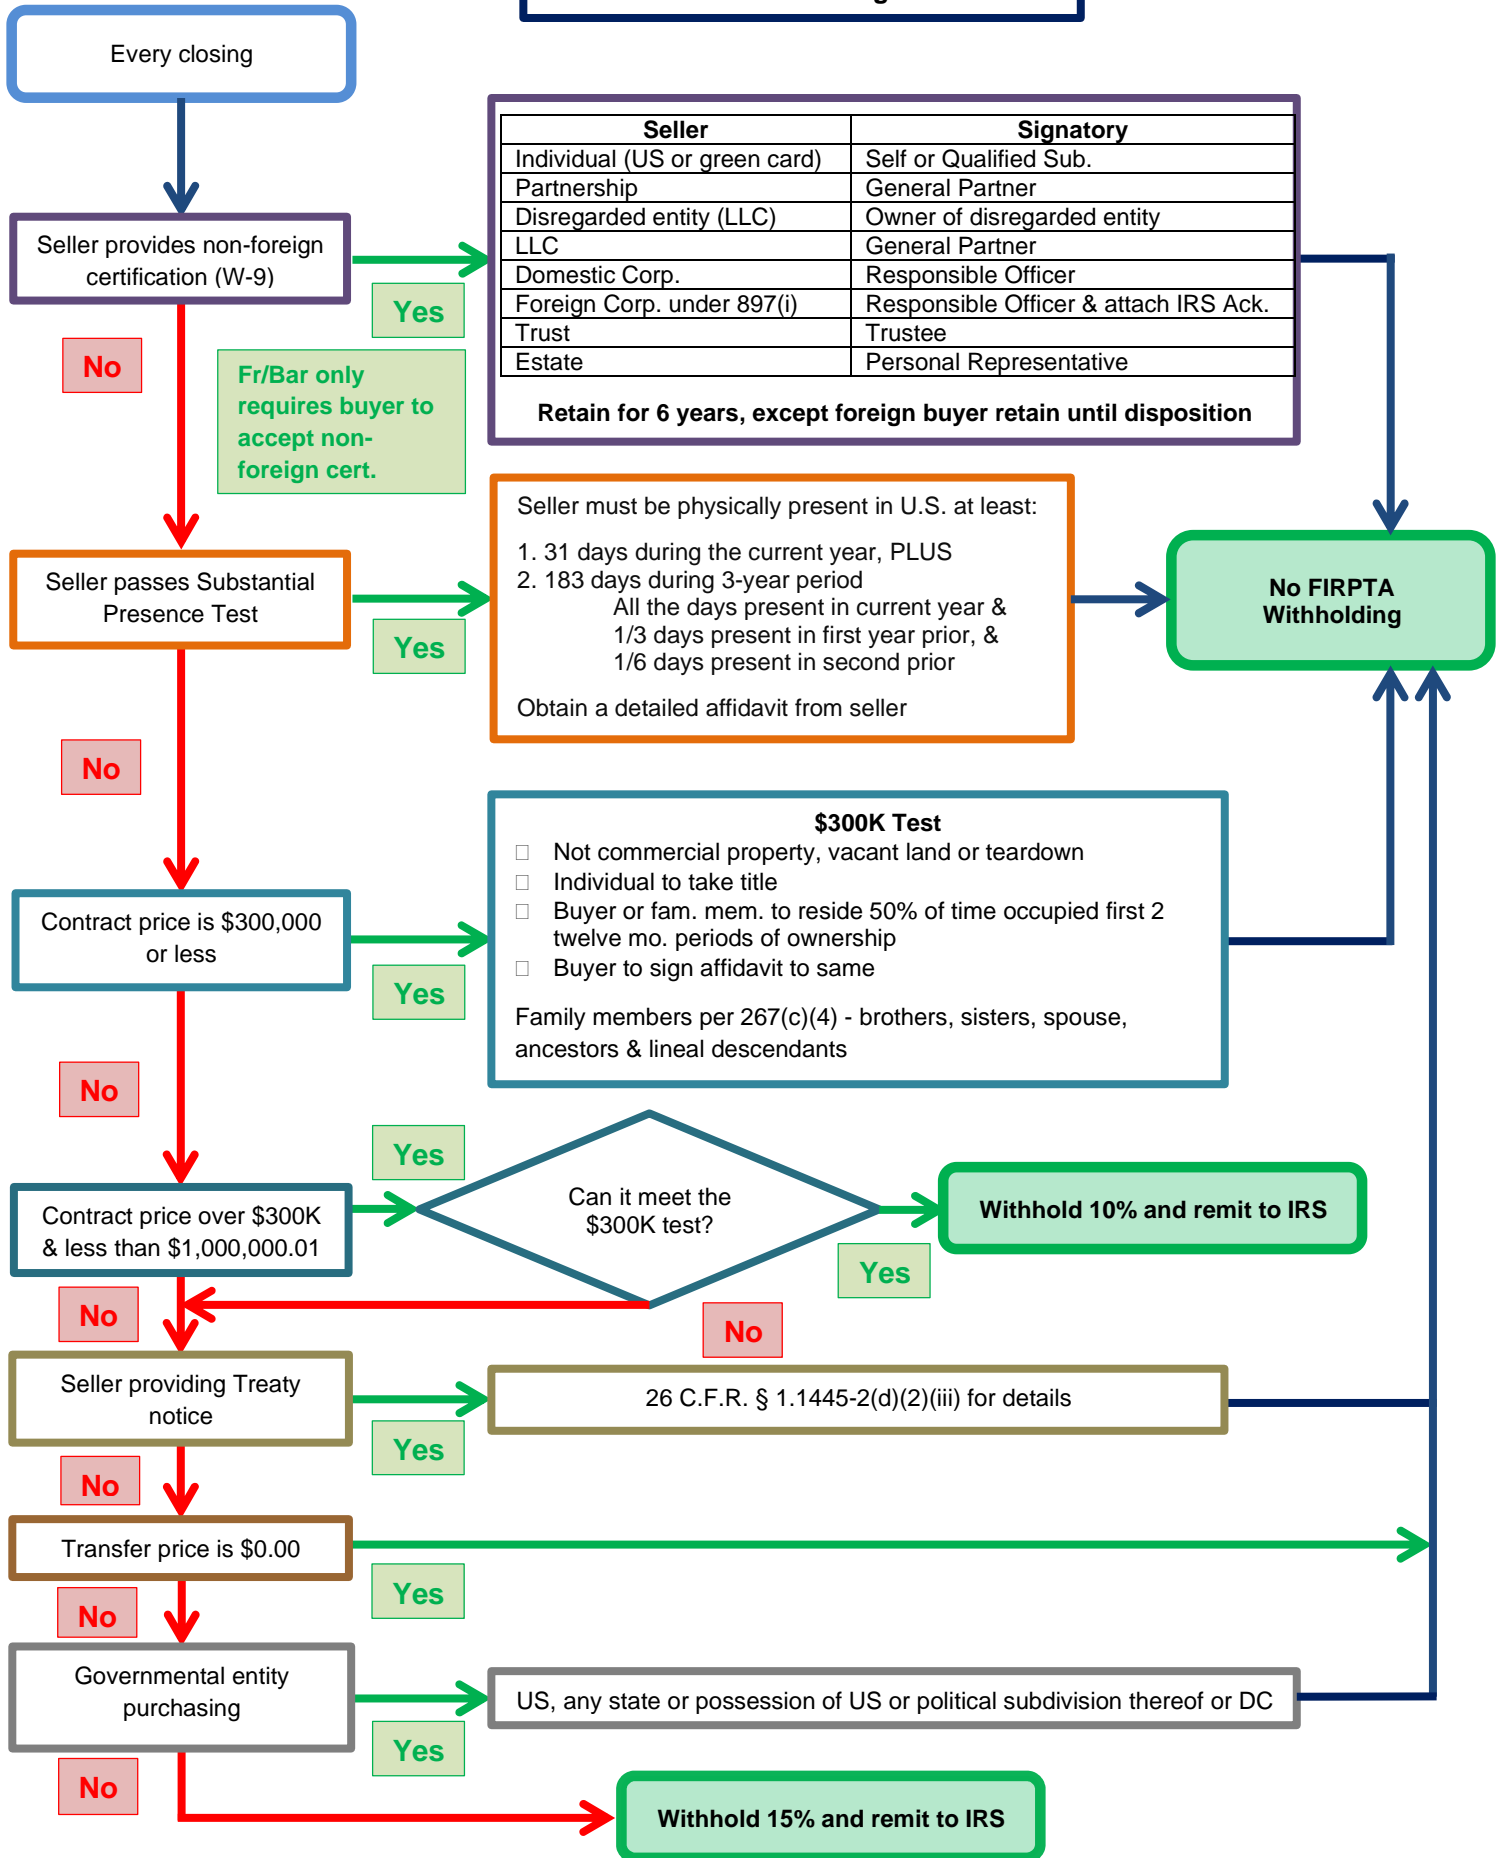 Every closing
Seller Signatory
Individual (US or green card) Self or Qualified Sub.
Partnership General Partner
Disregarded entity (LLC) Owner of disregarded entity
LLC General Partner
Domestic Corp. Responsible Officer
Foreign Corp. under 897(i) Responsible Officer & attach IRS Ack.
Trust Trustee
Estate Personal Representative
Retain for 6 years, except foreign buyer retain until disposition
Seller provides non-foreign
certification (W-9)
Yes
No
Fr/Bar only
requires buyer to
accept non-
foreign cert.
Seller passes Substantial
Presence Test
Yes
Seller must be physically present in U.S. at least:
1. 31 days during the current year, PLUS
2. 183 days during 3-year period
All the days present in current year &
1/3 days present in first year prior, &
1/6 days present in second prior
Obtain a detailed affidavit from seller
No FIRPTA
Withholding
No
Contract price is $300,000
or less
Yes
$300K Test
Not commercial property, vacant land or teardown
Individual to take title
Buyer or fam. mem. to reside 50% of time occupied first 2
twelve mo. periods of ownership
Buyer to sign affidavit to same
Family members per 267(c)(4) - brothers, sisters, spouse,
ancestors & lineal descendants
No
Contract price over $300K
& less than $1,000,000.01
Yes
Can it meet the
$300K test?
Yes
Withhold 10% and remit to IRS
No
No
Seller providing Treaty
notice
Yes
26 C.F.R. § 1.1445-2(d)(2)(iii) for details
No
Transfer price is $0.00
Yes
No
Governmental entity
purchasing
Yes
US, any state or possession of US or political subdivision thereof or DC
No
Withhold 15% and remit to IRS